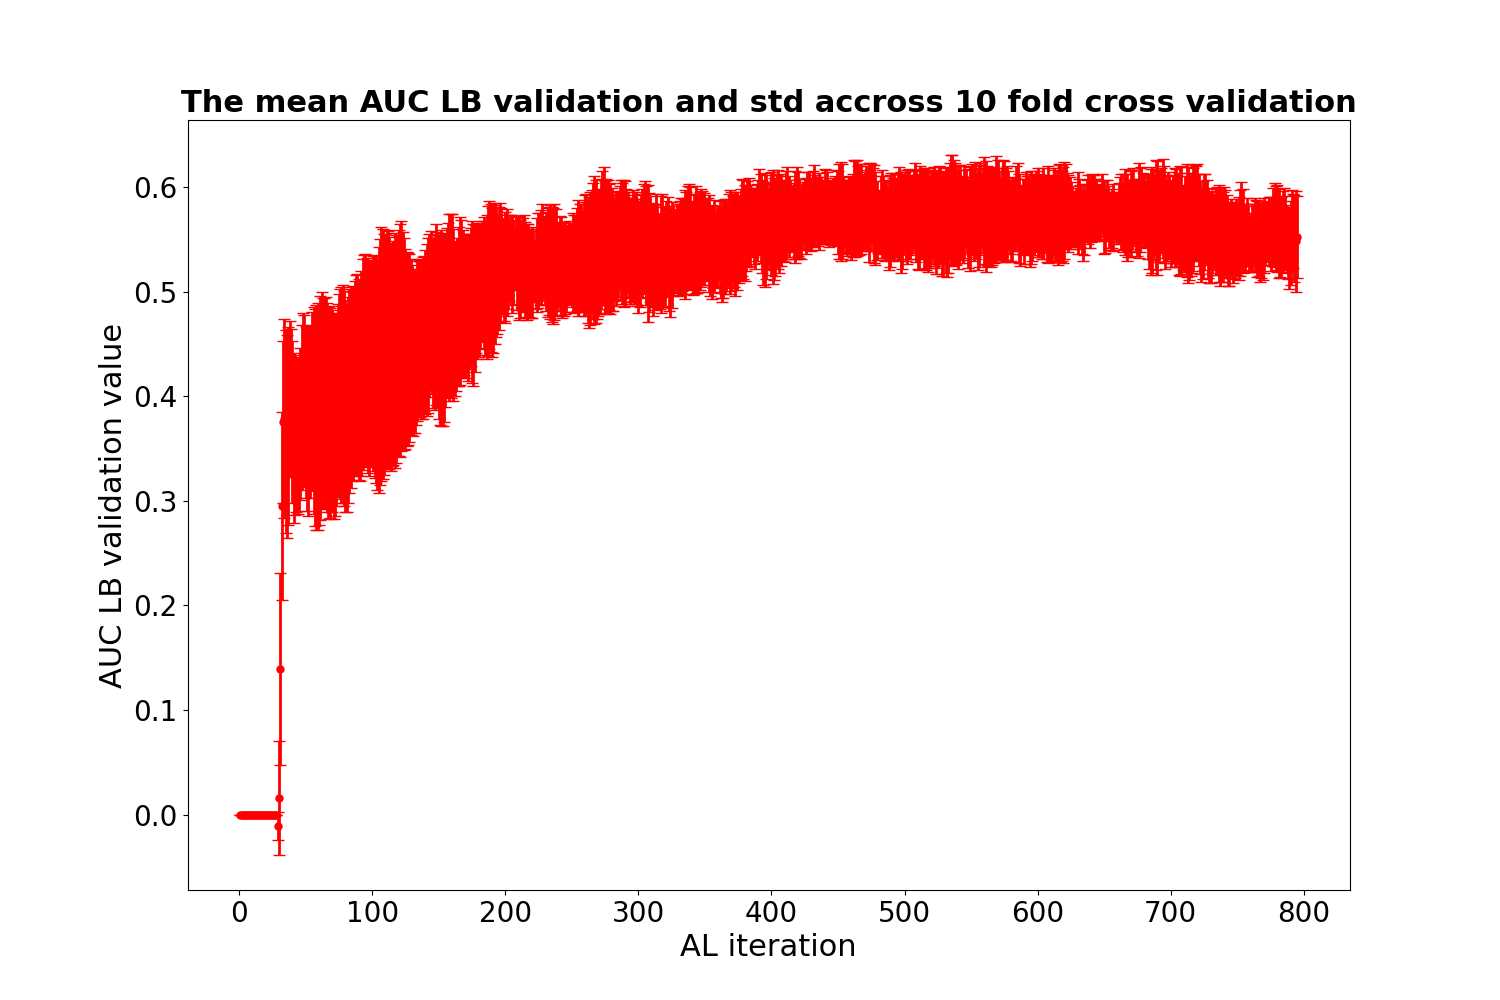 The mean AUC LB validation and std accross 10 fold cross validation
0.6
0.5
0.4
0.3
0.2
0.1
0.0
AUC LB validation value
0 100 200 300 400 500 600 700 800
AL iteration